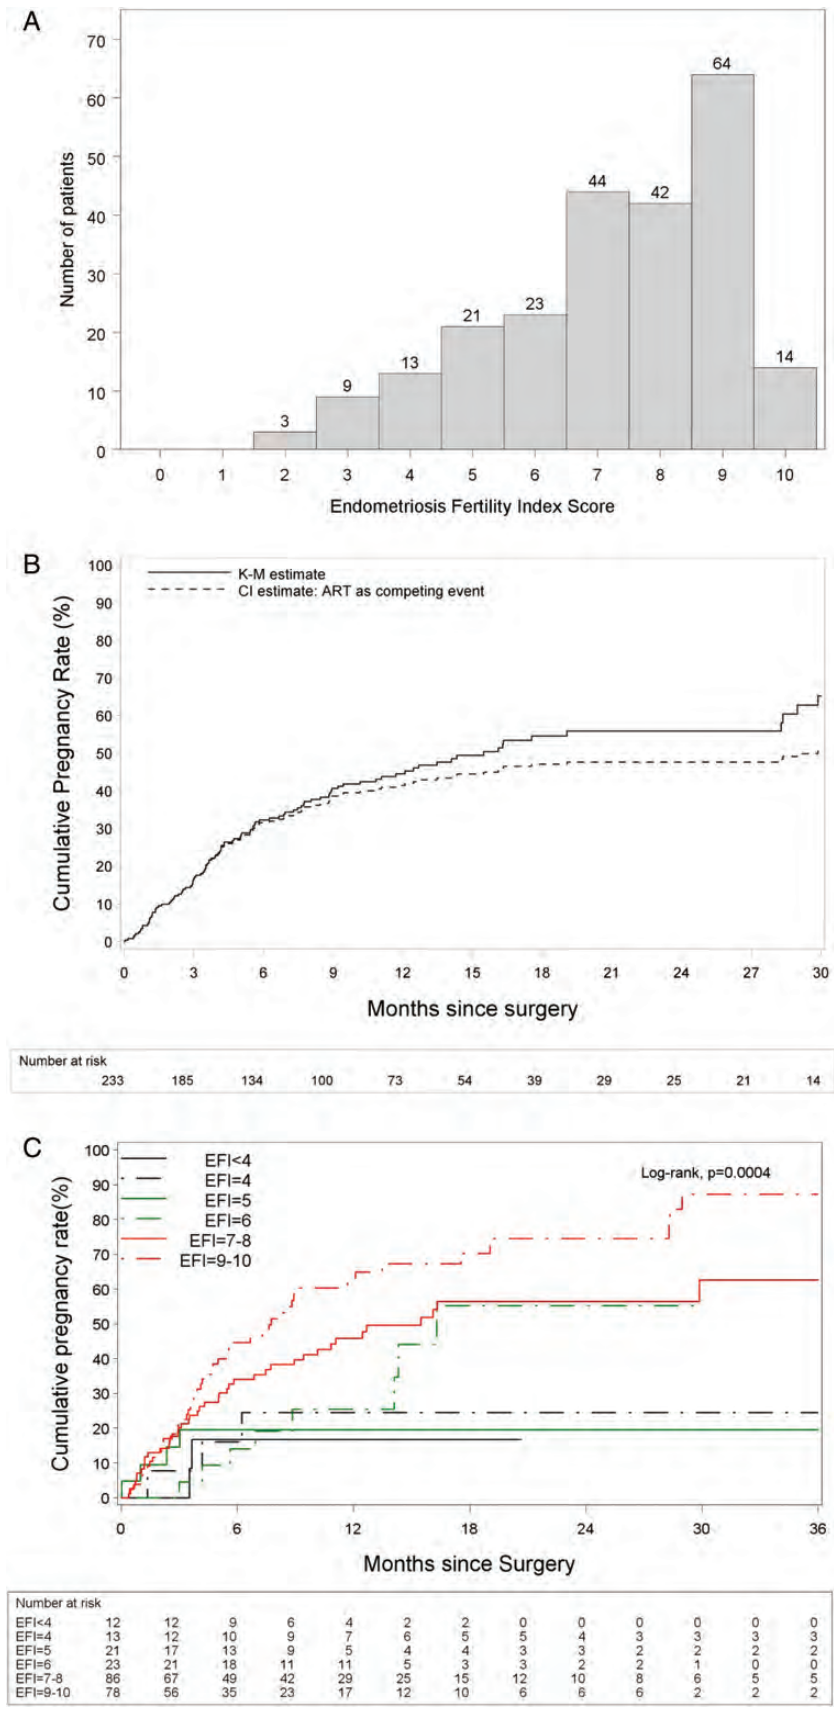 A
70
60
50
40
30
20
10
0
Number of patients
3
9
13
21
23
44
42
64
14
0 1 2 3 4 5 6 7 8 9 10
Endometriosis Fertility Index Score
B
K-M estimate
CI estimate: ART as competing event
100
90
80
70
60
50
40
30
20
10
0
Cumulative Pregnancy Rate (%)
0 3 6 9 12 15 18 21 24 27 30
Months since surgery
Number at risk
233 185 134 100 73 54 39 29 25 21 14
C
EFI<4
EFI=4
EFI=5
EFI=6
EFI=7-8
EFI=9-10
Log-rank, p=0.0004
100
90
80
70
60
50
40
30
20
10
0
Cumulative pregnancy rate(%)
0 6 12 18 24 30 36
Months since Surgery
Number at risk
EFI<4 12 12 9 6 4 2 2 0 0 0 0 0 0
EFI=4 13 12 10 9 7 6 5 5 4 3 3 3 3
EFI=5 21 17 13 9 5 4 4 3 3 2 2 2 2
EFI=6 23 21 18 11 11 5 3 3 2 2 1 0 0
EFI=7-8 86 67 49 42 29 25 15 12 10 8 6 5 5
EFI=9-10 78 56 35 23 17 12 10 6 6 6 2 2 2